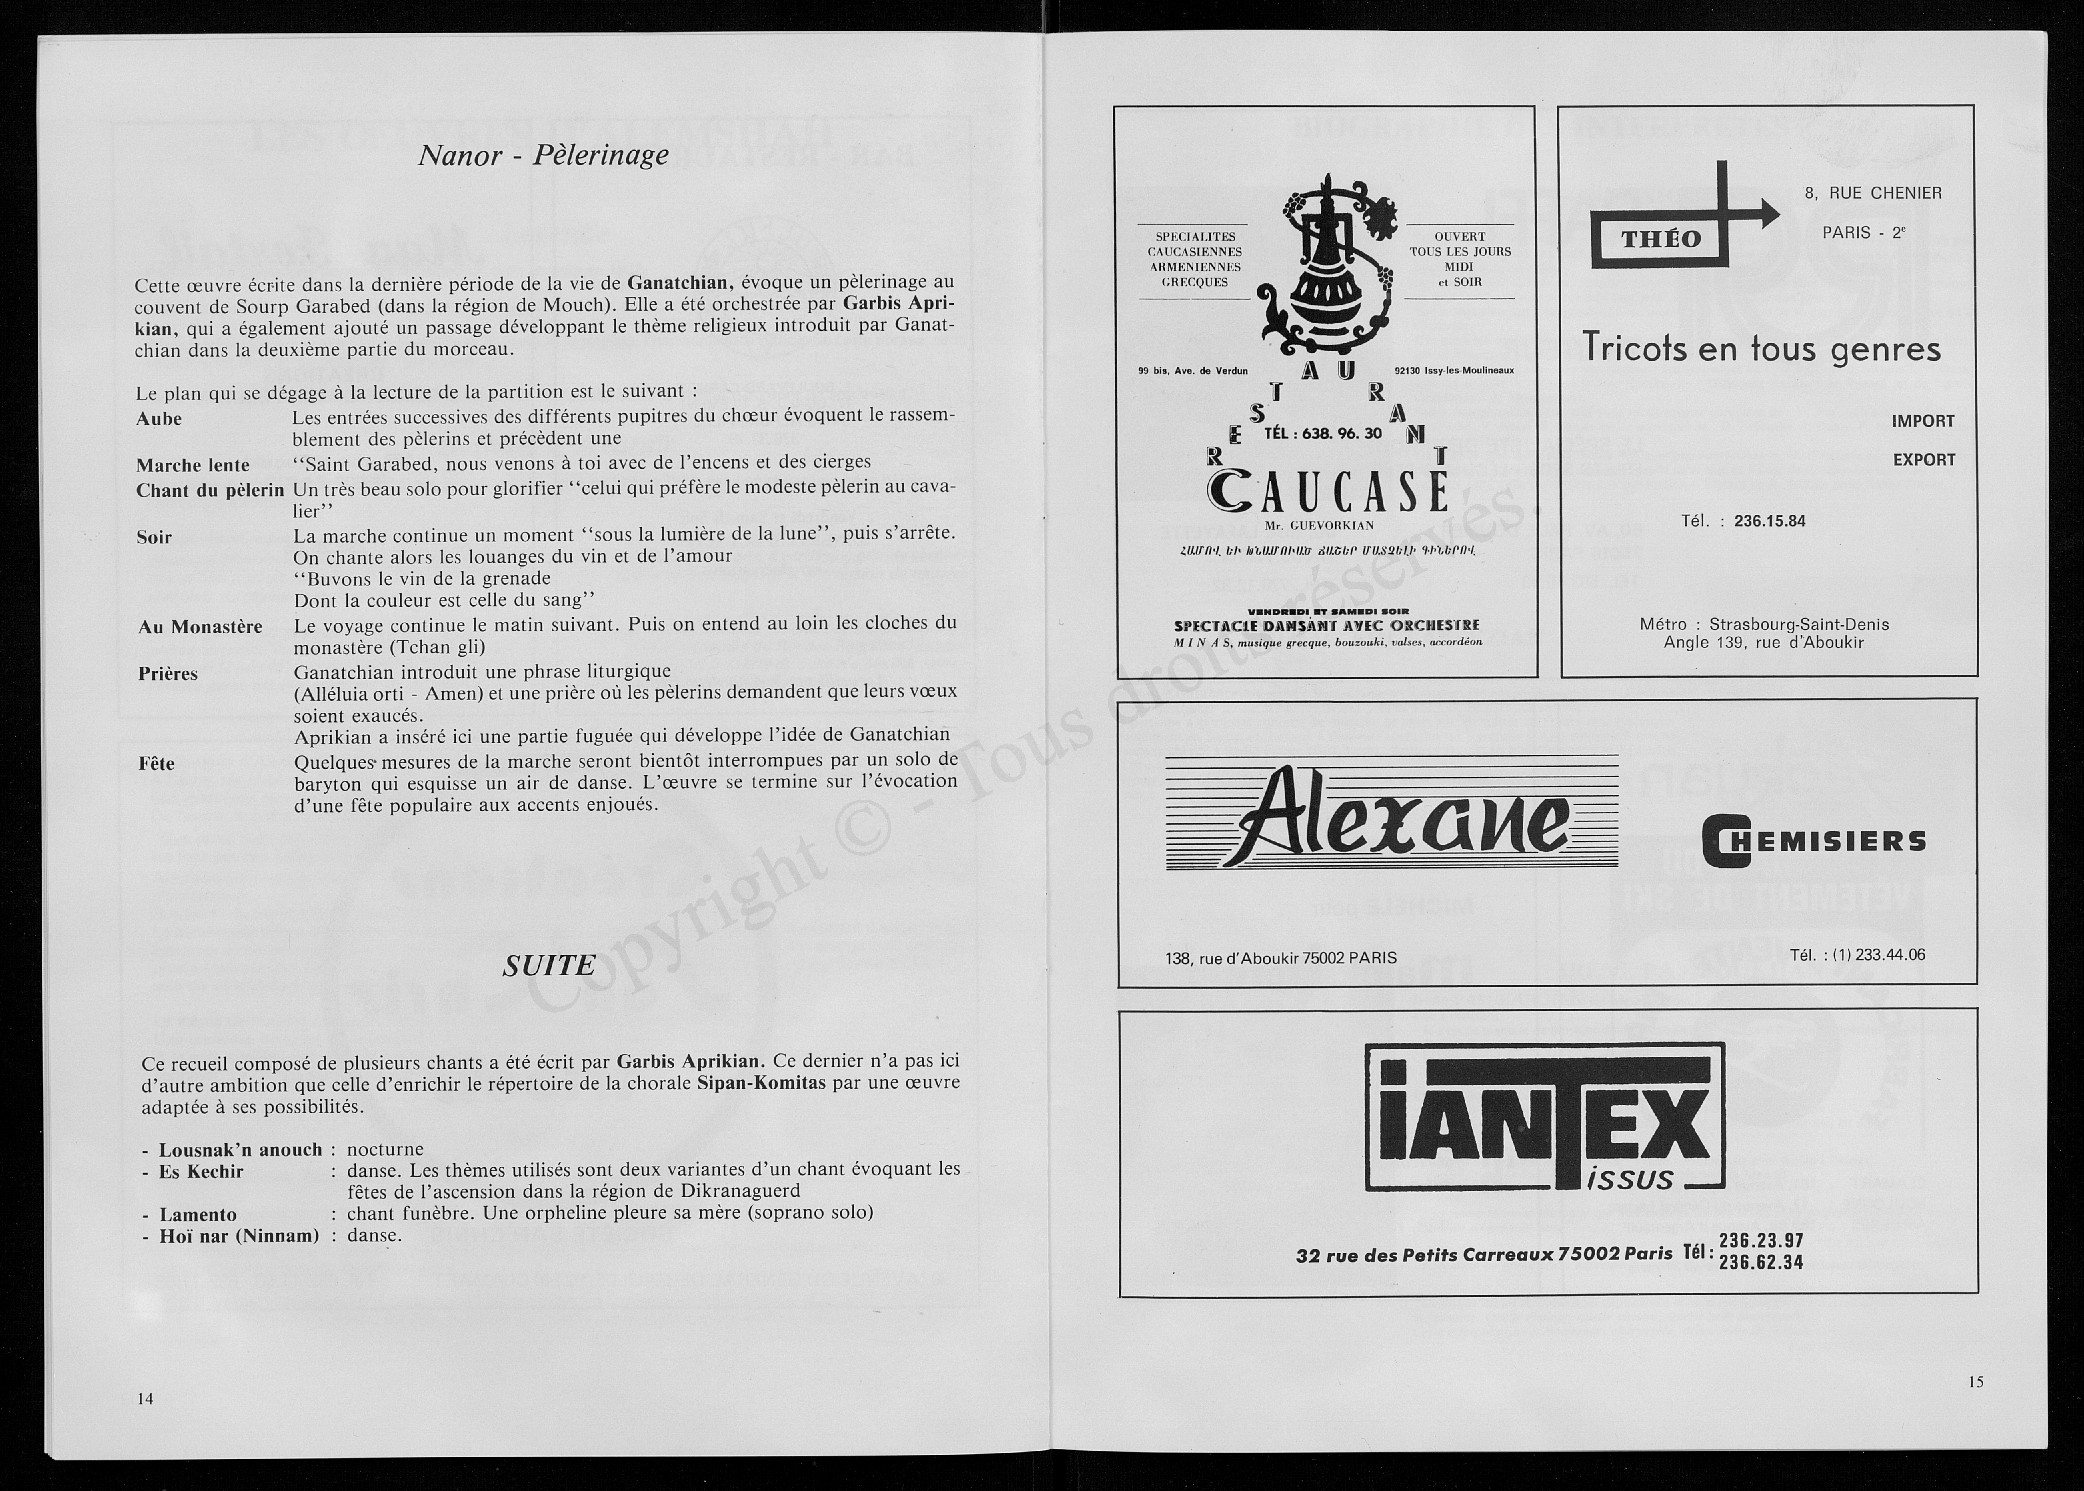 Nanor - Pèlerinage
Cette œuvre écrite dans la dernière période de la vie de Ganatchian, évoque un pèlerinage au
couvent de Sourp Garabed (dans la région de Mouch). Elle a été orchestrée par Garbis Apri-
kian, qui a également ajouté un passage développant le thème religieux introduit par Ganat-
chian dans la deuxième partie du morceau.
Le plan qui se dégage à la lecture de la partition est le suivant :
Aube Les entrées successives des différents pupitres du chœur évoquent le rassem-
blement des pèlerins et précèdent une
Marche lente ‘‘Saint Garabed, nous venons à toi avec de l’encens et des cierges
Chant du pèlerin Un très beau solo pour glorifier ‘‘celui qui préfère le modeste pèlerin au cava-
lier’’
Soir La marche continue un moment ‘‘sous la lumière de la lune’’, puis s’arrête.
On chante alors les louanges du vin et de l’amour
‘‘Buvons le vin de la grenade
Dont la couleur est celle du sang’’
Au Monastère Le voyage continue le matin suivant. Puis on entend au loin les cloches du
monastère (Tchan gli)
Prières Ganatchian introduit une phrase liturgique
(Alléluia orti - Amen) et une prière où les pèlerins demandent que leurs vœux
soient exaucés.
Aprikian a inséré ici une partie fuguée qui développe l’idée de Ganatchian
Fête Quelques mesures de la marche seront bientôt interrompues par un solo de
baryton qui esquisse un air de danse. L’œuvre se termine sur l’évocation
d’une fête populaire aux accents enjoués.
SUITE
Ce recueil composé de plusieurs chants a été écrit par Garbis Aprikian. Ce dernier n’a pas ici
d’autre ambition que celle d’enrichir le répertoire de la chorale Sipan-Komitas par une œuvre
adaptée à ses possibilités.
- Lousnak’n anouch : nocturne
- Es Kechir : danse. Les thèmes utilisés sont deux variantes d’un chant évoquant les
fêtes de l’ascension dans la région de Dikranaguerd
- Lamento : chant funèbre. Une orpheline pleure sa mère (soprano solo)
- Hoï nar (Ninnam) : danse.
14
SPECIALITES
CAUCASIENNES
ARMENIENNES
GRECQUES
OUVERT
TOUS LES JOURS
MIDI
et SOIR
99 bis, Ave. de Verdun
92130 Issy-les-Moulineaux
RESTAURANT
TÉL : 638. 96. 30
CAUCASE
Mr. GUEVORKIAN
ՀԱՄՈՎ ԵՒ ԽՆԱՄՈՒԱԾ ՃԱՇԵՐ ՄԱՏՉԵԼԻ ԳԻՆԵՐՈՎ
VENDREDI ET SAMEDI SOIR
SPECTACLE DANSANT AVEC ORCHESTRE
MINAS, musique grecque, bouzouki, valses, accordéon
THÉO
8, RUE CHENIER
PARIS - 2e
Tricots en tous genres
IMPORT
EXPORT
Tél. : 236.15.84
Métro : Strasbourg-Saint-Denis
Angle 139, rue d’Aboukir
Alexane
CHEMISIERS
138, rue d’Aboukir 75002 PARIS
Tél. : (1) 233.44.06
iANTEX
issus
32 rue des Petits Carreaux 75002 Paris Tél : 236.23.97
236.62.34
15
Copyright © - Tous droits réservés.